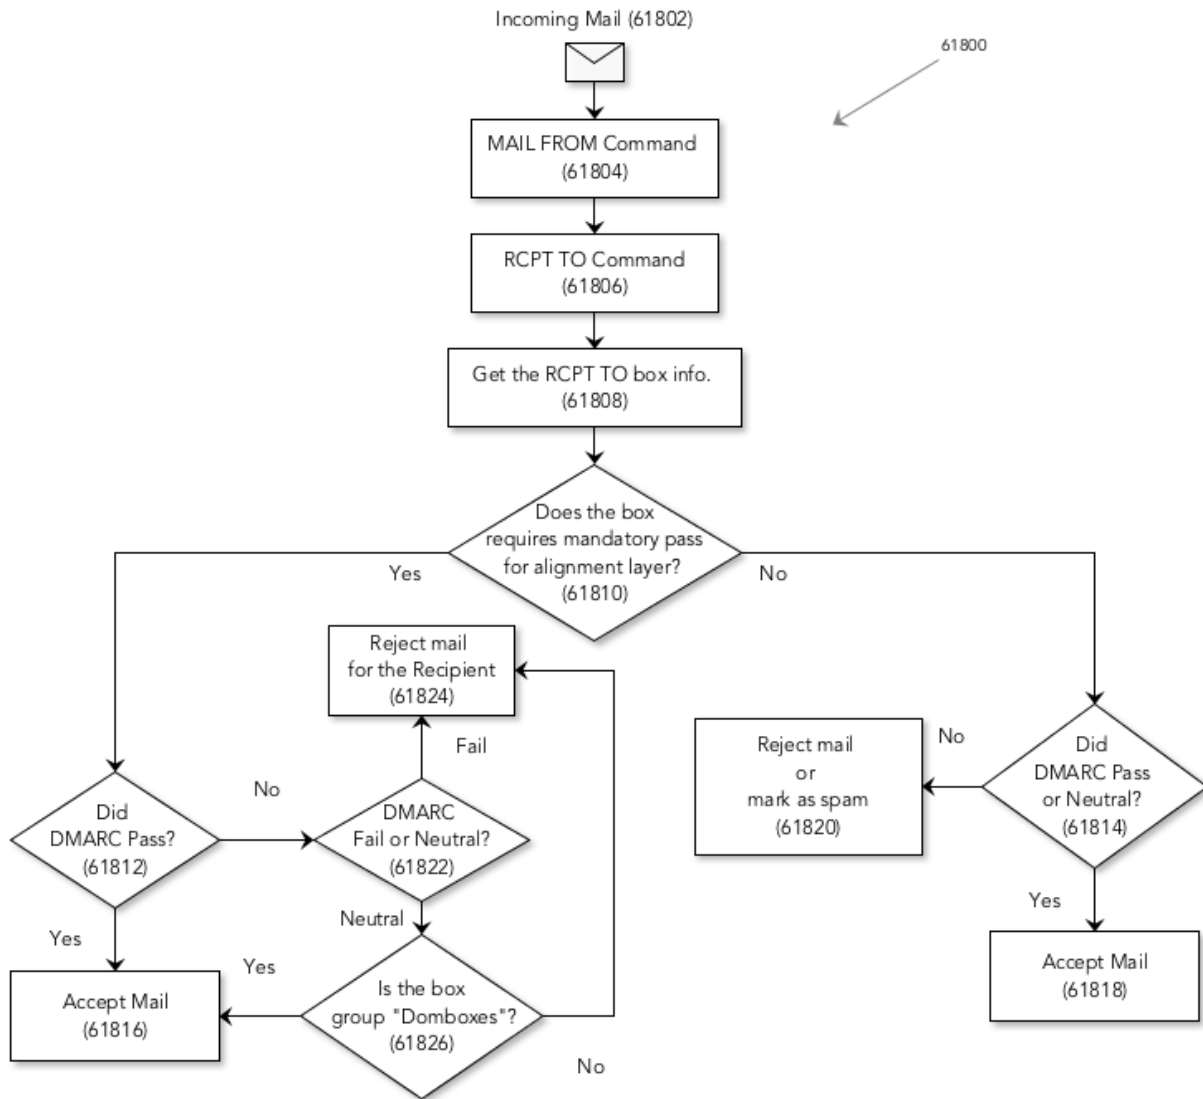 Incoming Mail (61802)
61800
MAIL FROM Command
(61804)
RCPT TO Command
(61806)
Get the RCPT TO box info.
(61808)
Does the box
requires mandatory pass
for alignment layer?
(61810)
Yes
No
Reject mail
for the Recipient
(61824)
Fail
No
Did
DMARC Pass?
(61812)
DMARC
Fail or Neutral?
(61822)
Reject mail
or
mark as spam
(61820)
No
Did
DMARC Pass
or Neutral?
(61814)
Neutral
Yes
Yes
Yes
Accept Mail
(61816)
Is the box
group "Domboxes"?
(61826)
No
Accept Mail
(61818)